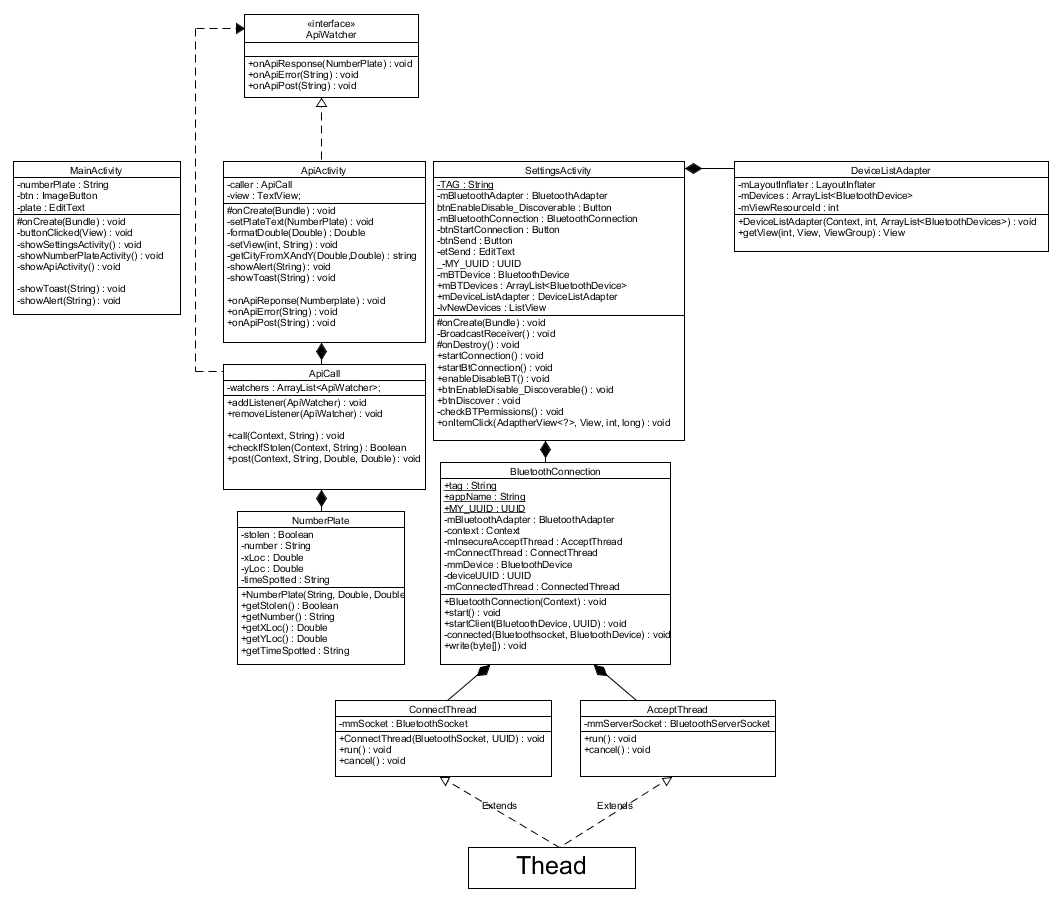 «interface»
ApiWatcher
+onApiResponse(NumberPlate) : void
+onApiError(String) : void
+onApiPost(String) : void
MainActivity
-numberPlate : String
-btn : ImageButton
-plate : EditText
#onCreate(Bundle) : void
-buttonClicked(View) : void
-showSettingsActivity() : void
-showNumberPlateActivity() : void
-showApiActivity() : void
-showToast(String) : void
-showAlert(String) : void
ApiActivity
-caller : ApiCall
-view : TextView;
#onCreate(Bundle) : void
-setPlateText(NumberPlate) : void
-formatDouble(Double) : Double
-setView(int, String) : void
-getCityFromXAndY(Double,Double) : string
-showAlert(String) : void
-showToast(String) : void
+onApiReponse(Numberplate) : void
+onApiError(String) : void
+onApiPost(String) : void
SettingsActivity
-TAG : String
-mBluetoothAdapter : BluetoothAdapter
btnEnableDisable_Discoverable : Button
-mBluetoothConnection : BluetoothConnection
-btnStartConnection : Button
-btnSend : Button
-etSend : EditText
_-MY_UUID : UUID
-mBTDevice : BluetoothDevice
+mBTDevices : ArrayList<BluetoothDevice>
+mDeviceListAdapter : DeviceListAdapter
-lvNewDevices : ListView
#onCreate(Bundle) : void
-BroadcastReceiver() : void
#onDestroy() : void
+startConnection() : void
+startBtConnection() : void
+enableDisableBT() : void
+btnEnableDisable_Discoverable() : void
+btnDiscover : void
-checkBTPermissions() : void
+onItemClick(AdaptherView<?>, View, int, long) : void
DeviceListAdapter
-mLayoutInflater : LayoutInflater
-mDevices : ArrayList<BluetoothDevice>
-mViewResourceId : int
+DeviceListAdapter(Context, int, ArrayList<BluetoothDevices>) : void
+getView(int, View, ViewGroup) : View
ApiCall
-watchers : ArrayList<ApiWatcher>;
+addListener(ApiWatcher) : void
+removeListener(ApiWatcher) : void
+call(Context, String) : void
+checkIfStolen(Context, String) : Boolean
+post(Context, String, Double, Double) : void
NumberPlate
-stolen : Boolean
-number : String
-xLoc : Double
-yLoc : Double
-timeSpotted : String
+NumberPlate(String, Double, Double
+getStolen() : Boolean
+getNumber() : String
+getXLoc() : Double
+getYLoc() : Double
+getTimeSpotted : String
BluetoothConnection
+tag : String
+appName : String
+MY_UUID : UUID
-mBluetoothAdapter : BluetoothAdapter
-context : Context
-mInsecureAcceptThread : AcceptThread
-mConnectThread : ConnectThread
-mmDevice : BluetoothDevice
-deviceUUID : UUID
-mConnectedThread : ConnectedThread
+BluetoothConnection(Context) : void
+start() : void
+startClient(BluetoothDevice, UUID) : void
-connected(Bluetoothsocket, BluetoothDevice) : void
+write(byte[]) : void
ConnectThread
-mmSocket : BluetoothSocket
+ConnectThread(BluetoothSocket, UUID) : void
+run() : void
+cancel() : void
AcceptThread
-mmServerSocket : BluetoothServerSocket
+run() : void
+cancel() : void
Extends
Extends
Thead